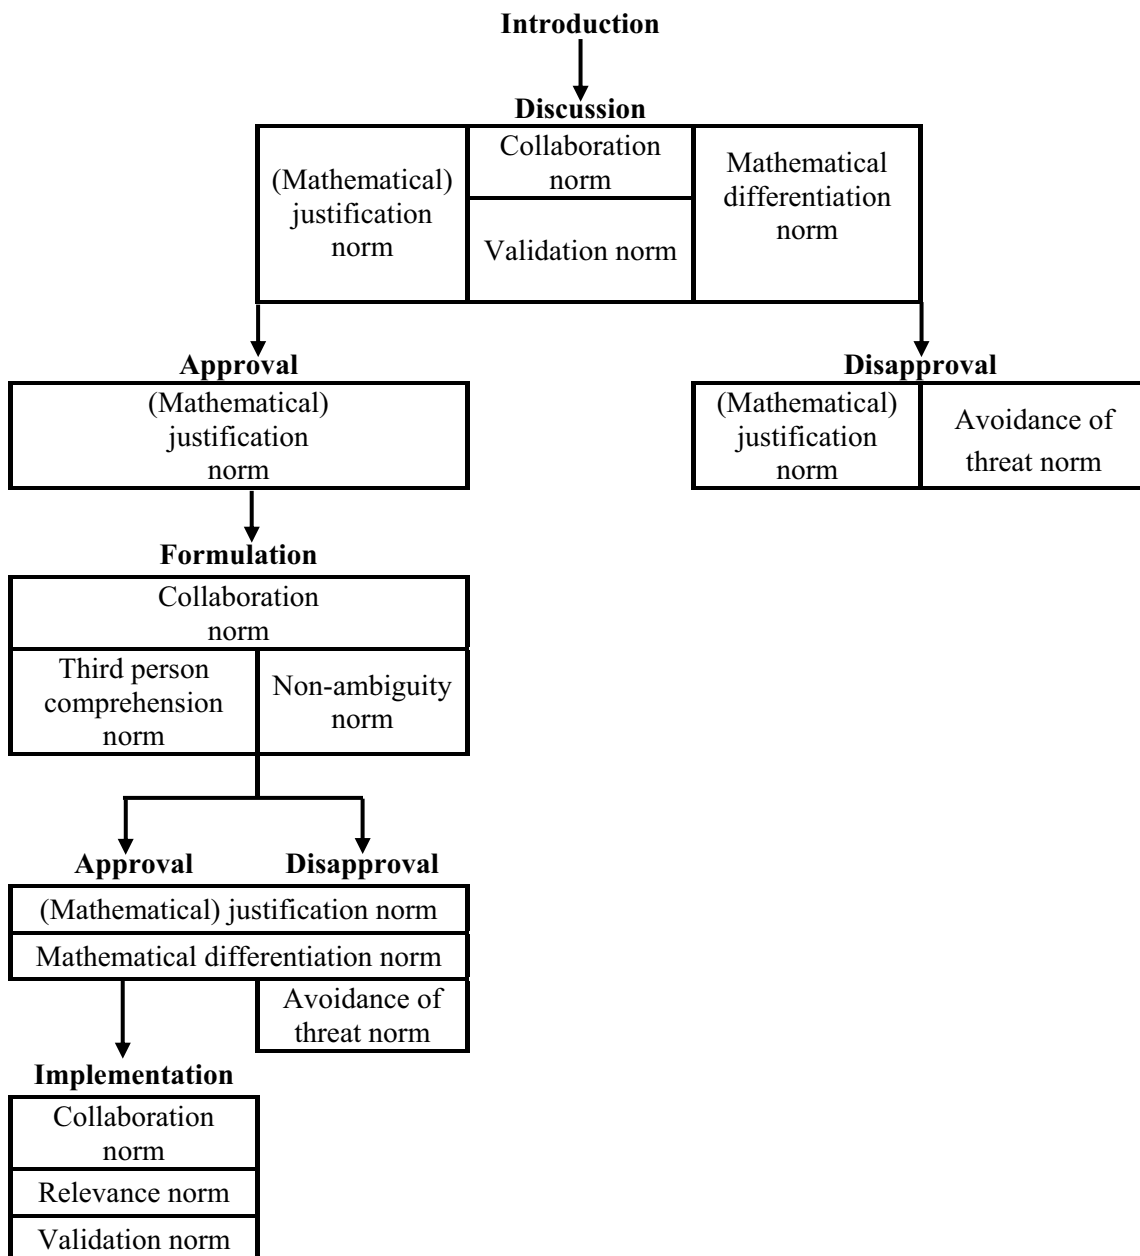 Introduction
Discussion
(Mathematical)
justification
norm
Collaboration
norm
Validation norm
Mathematical
differentiation
norm
Approval
(Mathematical)
justification
norm
Disapproval
(Mathematical)
justification
norm
Avoidance of
threat norm
Formulation
Collaboration
norm
Third person
comprehension
norm
Non-ambiguity
norm
Approval
Disapproval
(Mathematical) justification norm
Mathematical differentiation norm
Avoidance of
threat norm
Implementation
Collaboration
norm
Relevance norm
Validation norm